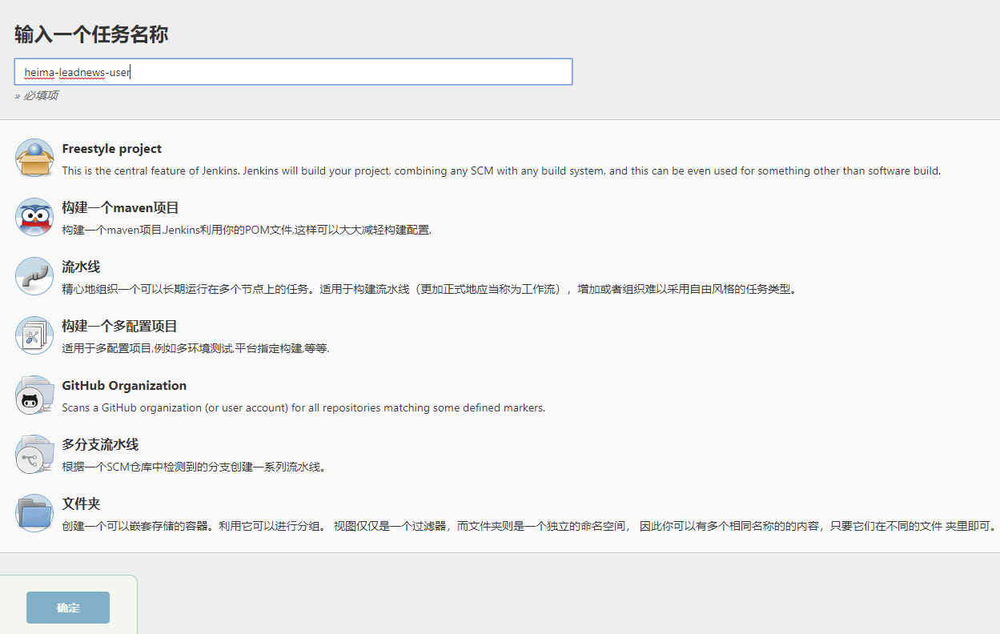 输入一个任务名称
heima-leadnews-user
» 必填项
Freestyle project
This is the central feature of Jenkins. Jenkins will build your project, combining any SCM with any build system, and this can be even used for something other than software build.
构建一个maven项目
构建一个maven项目.Jenkins利用你的POM文件,这样可以大大减轻构建配置.
流水线
精心地组织一个可以长期运行在多个节点上的任务。适用于构建流水线（更加正式地应当称为工作流），增加或者组织难以采用自由风格的任务类型。
构建一个多配置项目
适用于多配置项目,例如多环境测试,平台指定构建,等等.
GitHub Organization
Scans a GitHub organization (or user account) for all repositories matching some defined markers.
多分支流水线
根据一个SCM仓库中检测到的分支创建一系列流水线。
文件夹
创建一个可以嵌套存储的容器。利用它可以进行分组。 视图仅仅是一个过滤器，而文件夹则是一个独立的命名空间， 因此你可以有多个相同名称的的内容，只要它们在不同的文件 夹里即可。
确定